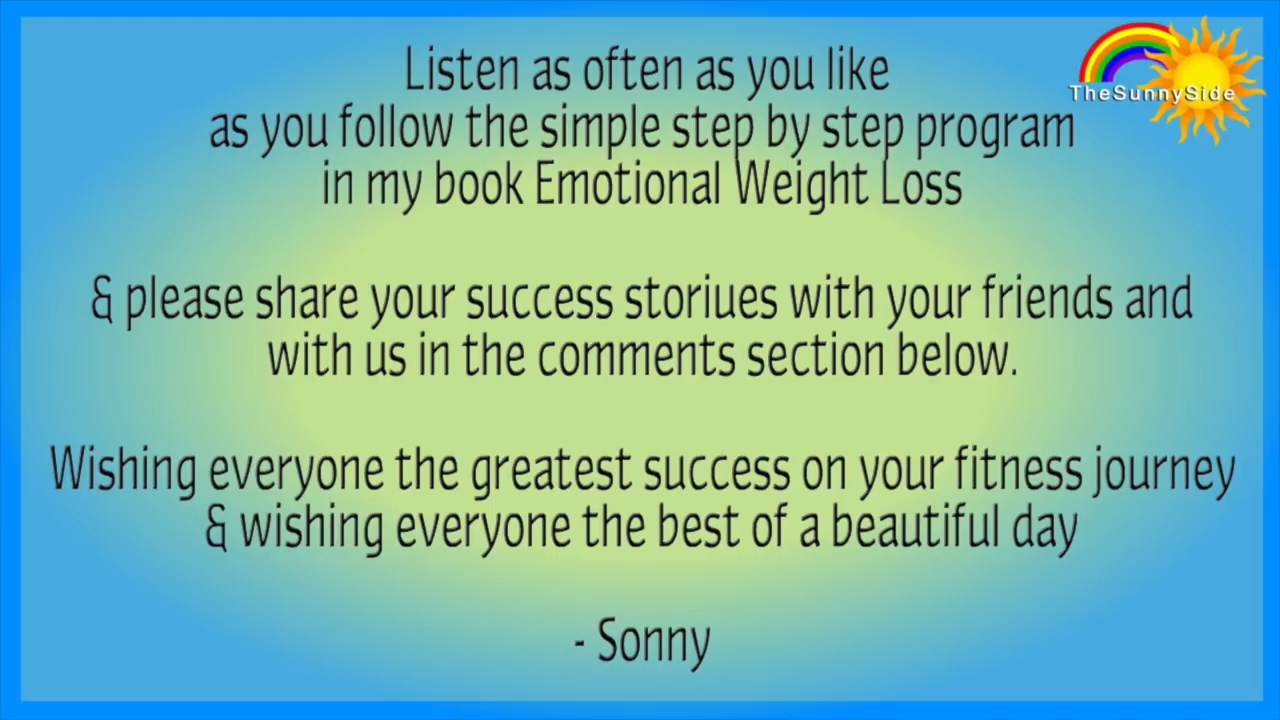 Listen as often as you like
as you follow the simple step by step program
in my book Emotional Weight Loss
& please share your success storiues with your friends and
with us in the comments section below.
Wishing everyone the greatest success on your fitness journey
& wishing everyone the best of a beautiful day
- Sonny
TheSunnySide